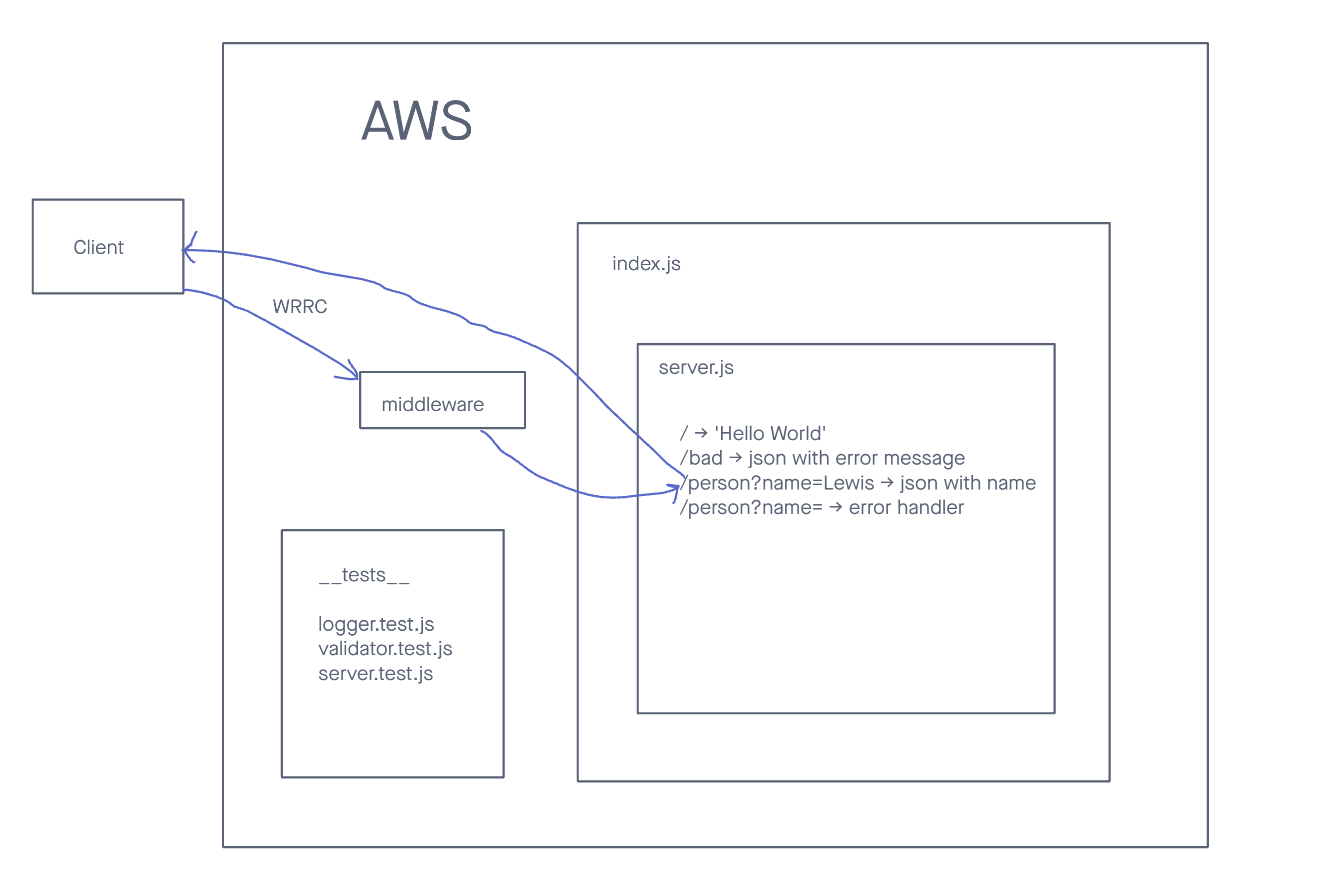 AWS
Client
WRRC
middleware
index.js
server.js
/ → 'Hello World'
/bad → json with error message
/person?name=Lewis → json with name
/person?name= → error handler
__tests__
logger.test.js
validator.test.js
server.test.js